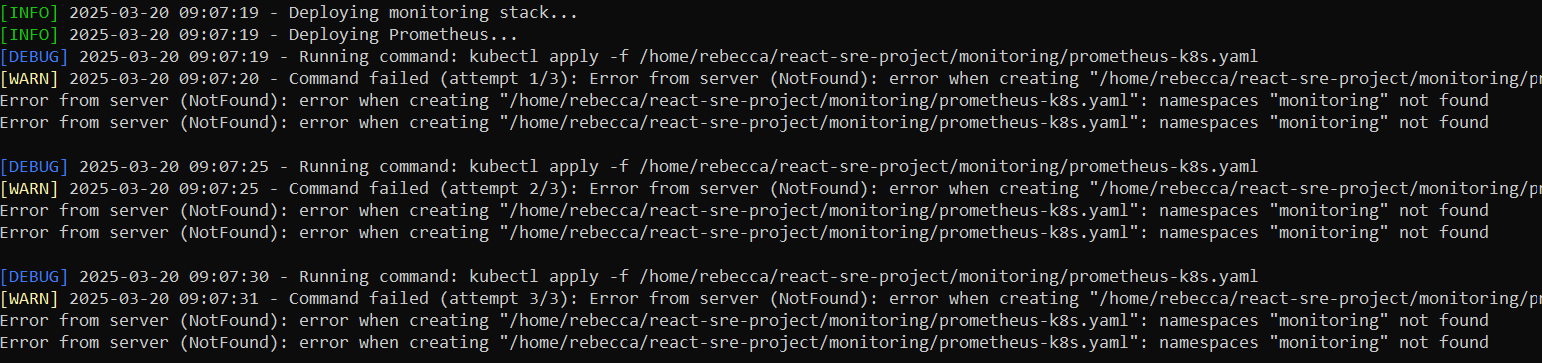 [INFO] 2025-03-20 09:07:19 - Deploying monitoring stack...
[INFO] 2025-03-20 09:07:19 - Deploying Prometheus...
[DEBUG] 2025-03-20 09:07:19 - Running command: kubectl apply -f /home/rebecca/react-sre-project/monitoring/prometheus-k8s.yaml
[WARN] 2025-03-20 09:07:20 - Command failed (attempt 1/3): Error from server (NotFound): error when creating "/home/rebecca/react-sre-project/monitoring/pr
Error from server (NotFound): error when creating "/home/rebecca/react-sre-project/monitoring/prometheus-k8s.yaml": namespaces "monitoring" not found
Error from server (NotFound): error when creating "/home/rebecca/react-sre-project/monitoring/prometheus-k8s.yaml": namespaces "monitoring" not found
[DEBUG] 2025-03-20 09:07:25 - Running command: kubectl apply -f /home/rebecca/react-sre-project/monitoring/prometheus-k8s.yaml
[WARN] 2025-03-20 09:07:25 - Command failed (attempt 2/3): Error from server (NotFound): error when creating "/home/rebecca/react-sre-project/monitoring/pr
Error from server (NotFound): error when creating "/home/rebecca/react-sre-project/monitoring/prometheus-k8s.yaml": namespaces "monitoring" not found
Error from server (NotFound): error when creating "/home/rebecca/react-sre-project/monitoring/prometheus-k8s.yaml": namespaces "monitoring" not found
[DEBUG] 2025-03-20 09:07:30 - Running command: kubectl apply -f /home/rebecca/react-sre-project/monitoring/prometheus-k8s.yaml
[WARN] 2025-03-20 09:07:31 - Command failed (attempt 3/3): Error from server (NotFound): error when creating "/home/rebecca/react-sre-project/monitoring/pr
Error from server (NotFound): error when creating "/home/rebecca/react-sre-project/monitoring/prometheus-k8s.yaml": namespaces "monitoring" not found
Error from server (NotFound): error when creating "/home/rebecca/react-sre-project/monitoring/prometheus-k8s.yaml": namespaces "monitoring" not found